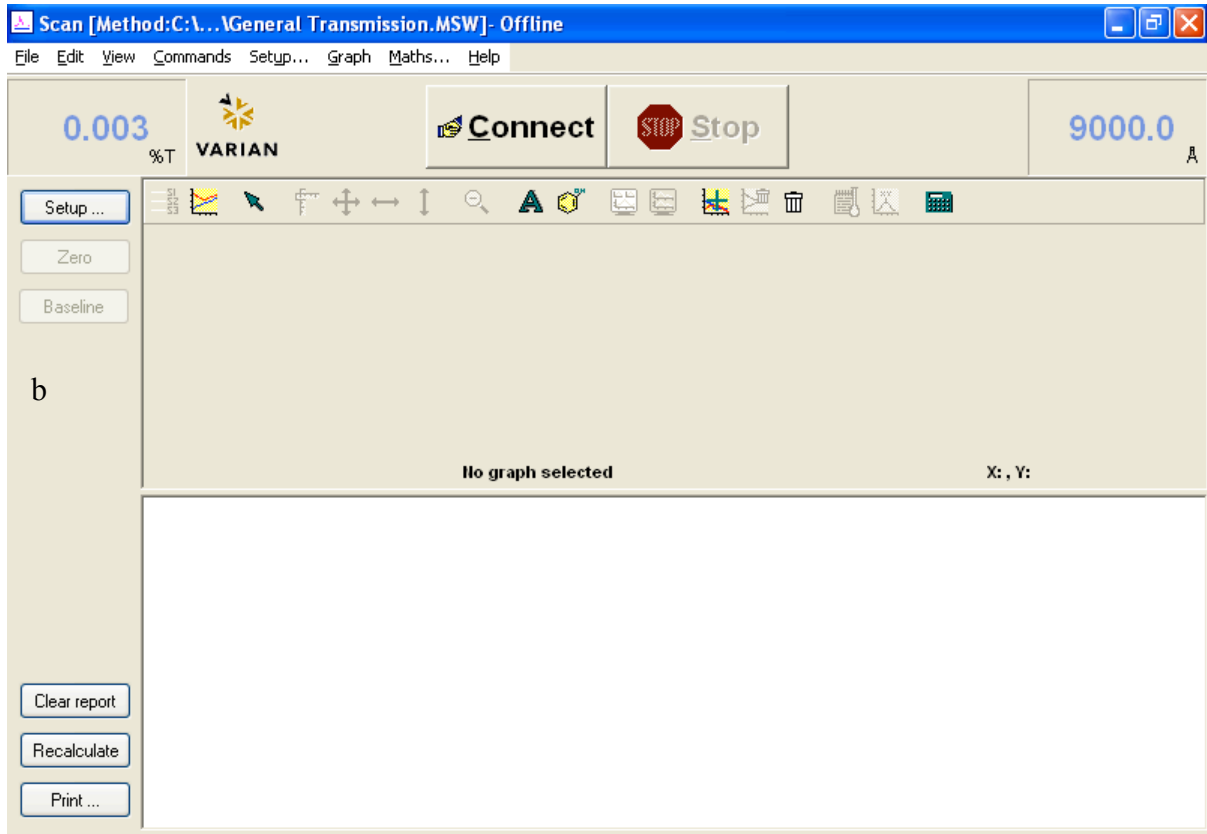 Scan [Method:C:\...\General Transmission.MSW]- Offline
File Edit View Commands Setup... Graph Maths... Help
0.003 %T
VARIAN
Connect
STOP Stop
9000.0 Å
Setup ...
Zero
Baseline
b
No graph selected X: , Y:
Clear report
Recalculate
Print ...